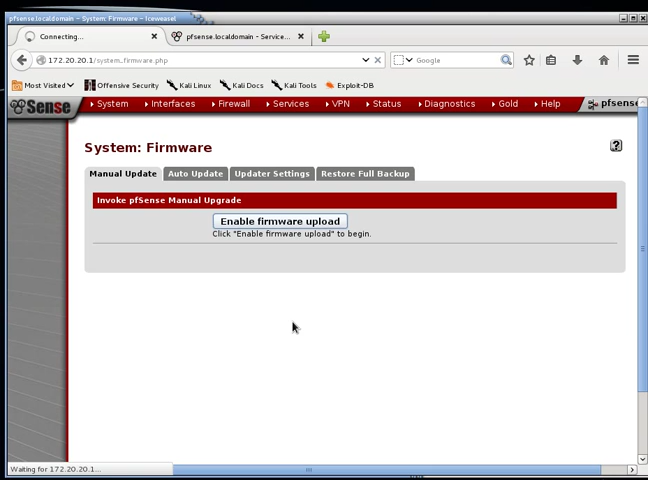 pfsense.localdomain - System: Firmware - Iceweasel
Connecting...
pfsense.localdomain - Service...
172.20.20.1/system_firmware.php
Google
Most Visited
Offensive Security
Kali Linux
Kali Docs
Kali Tools
Exploit-DB
Sense
System
Interfaces
Firewall
Services
VPN
Status
Diagnostics
Gold
Help
pfsens
System: Firmware
?
Manual Update
Auto Update
Updater Settings
Restore Full Backup
Invoke pfSense Manual Upgrade
Enable firmware upload
Click "Enable firmware upload" to begin.
Waiting for 172.20.20.1...